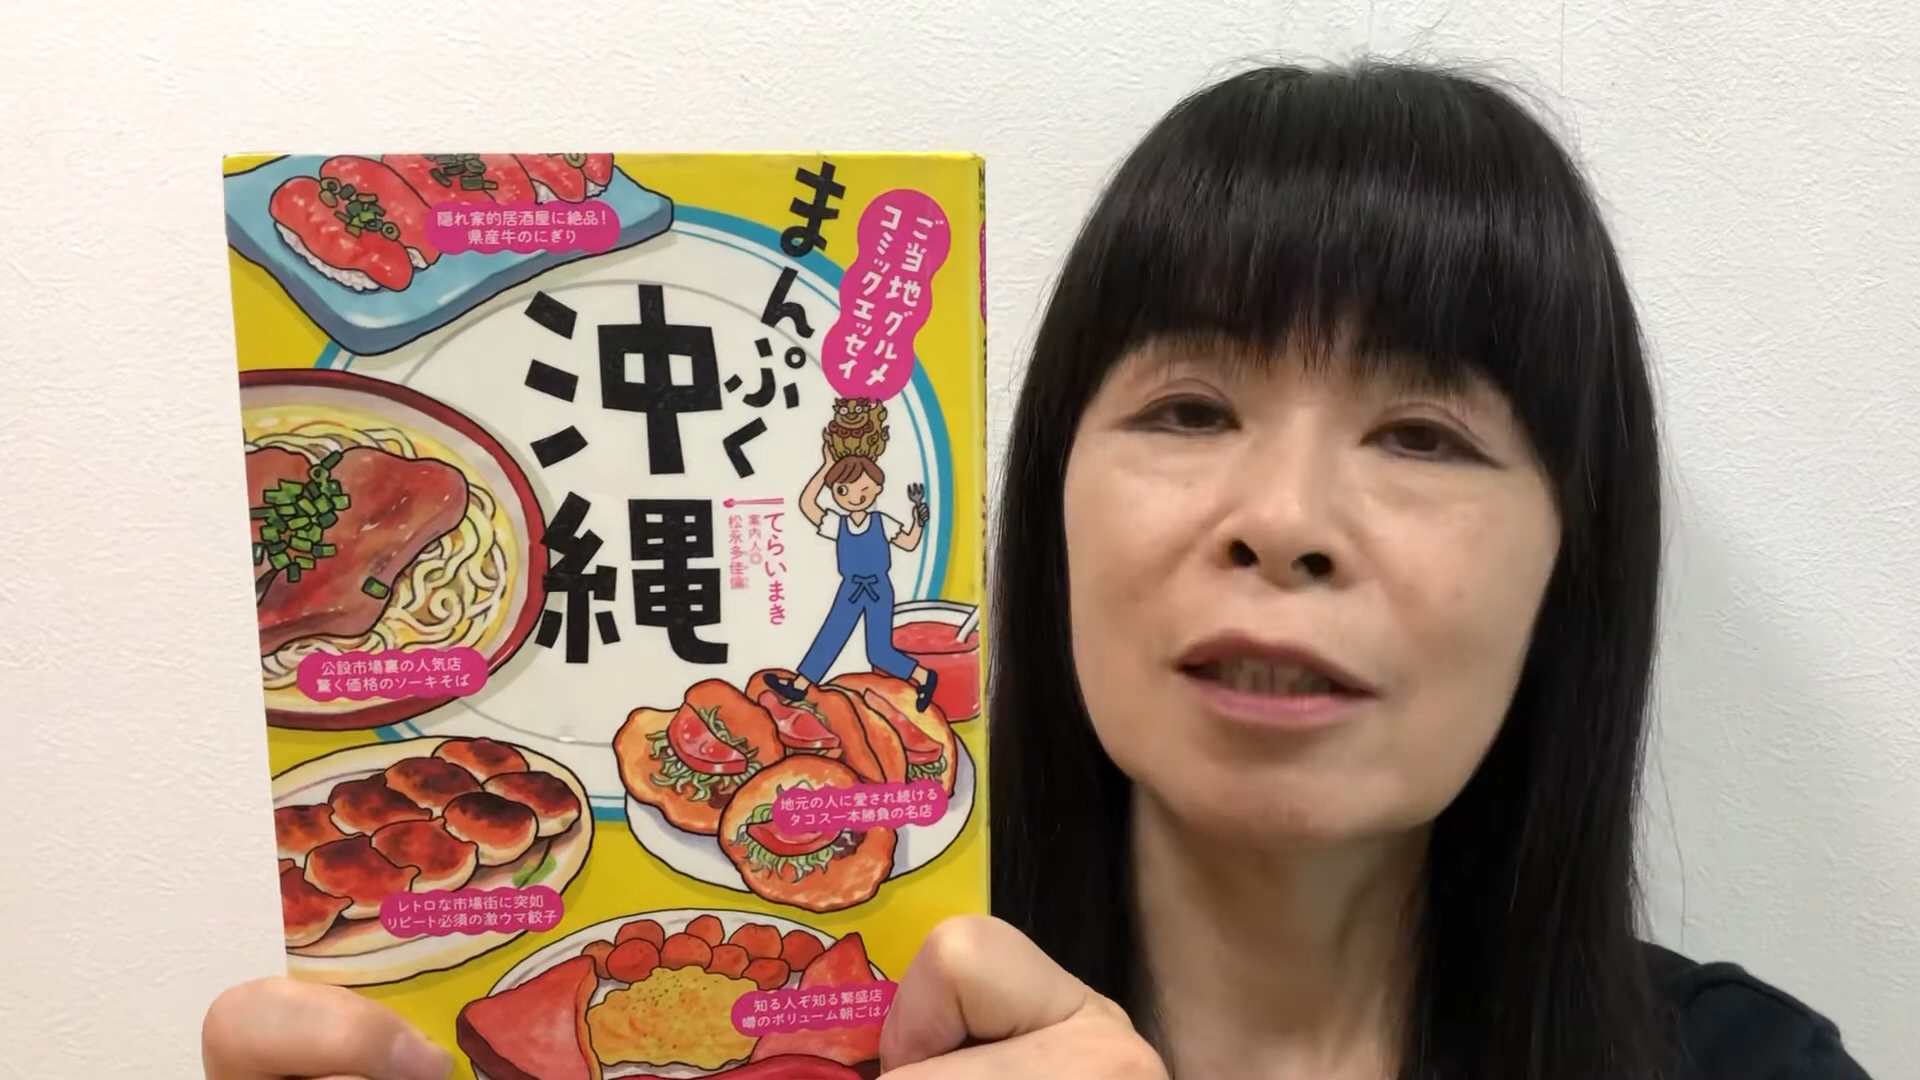 ご当地グルメ
コミックエッセイ
まんぷく
沖縄
てらいまき
案内人◎
松永多佳倫
隠れ家的居酒屋に絶品!
県産牛のにぎり
公設市場裏の人気店
驚く価格のソーキそば
地元の人に愛され続ける
タコス一本勝負の名店
レトロな市場街に突如
リピート必須の激ウマ餃子
知る人ぞ知る繁盛店
噂のボリューム朝ごはん